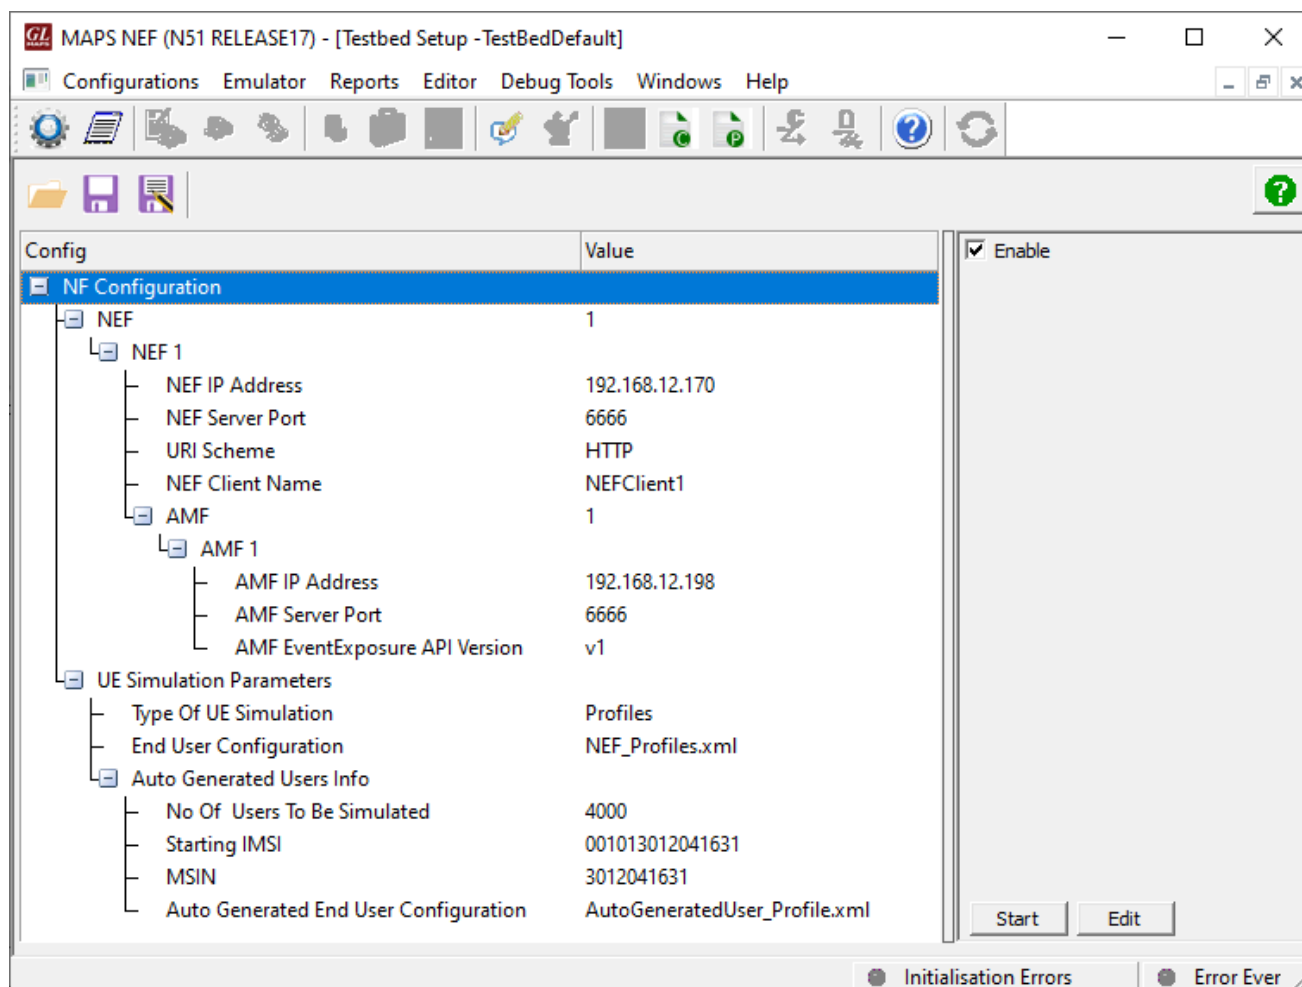 GL MAPS MAPS NEF (N51 RELEASE17) - [Testbed Setup -TestBedDefault]
Configurations Emulator Reports Editor Debug Tools Windows Help
Config Value Enable
NF Configuration
NEF 1
NEF 1
NEF IP Address 192.168.12.170
NEF Server Port 6666
URI Scheme HTTP
NEF Client Name NEFClient1
AMF 1
AMF 1
AMF IP Address 192.168.12.198
AMF Server Port 6666
AMF EventExposure API Version v1
UE Simulation Parameters
Type Of UE Simulation Profiles
End User Configuration NEF_Profiles.xml
Auto Generated Users Info
No Of Users To Be Simulated 4000
Starting IMSI 001013012041631
MSIN 3012041631
Auto Generated End User Configuration AutoGeneratedUser_Profile.xml
Start Edit
Initialisation Errors Error Ever